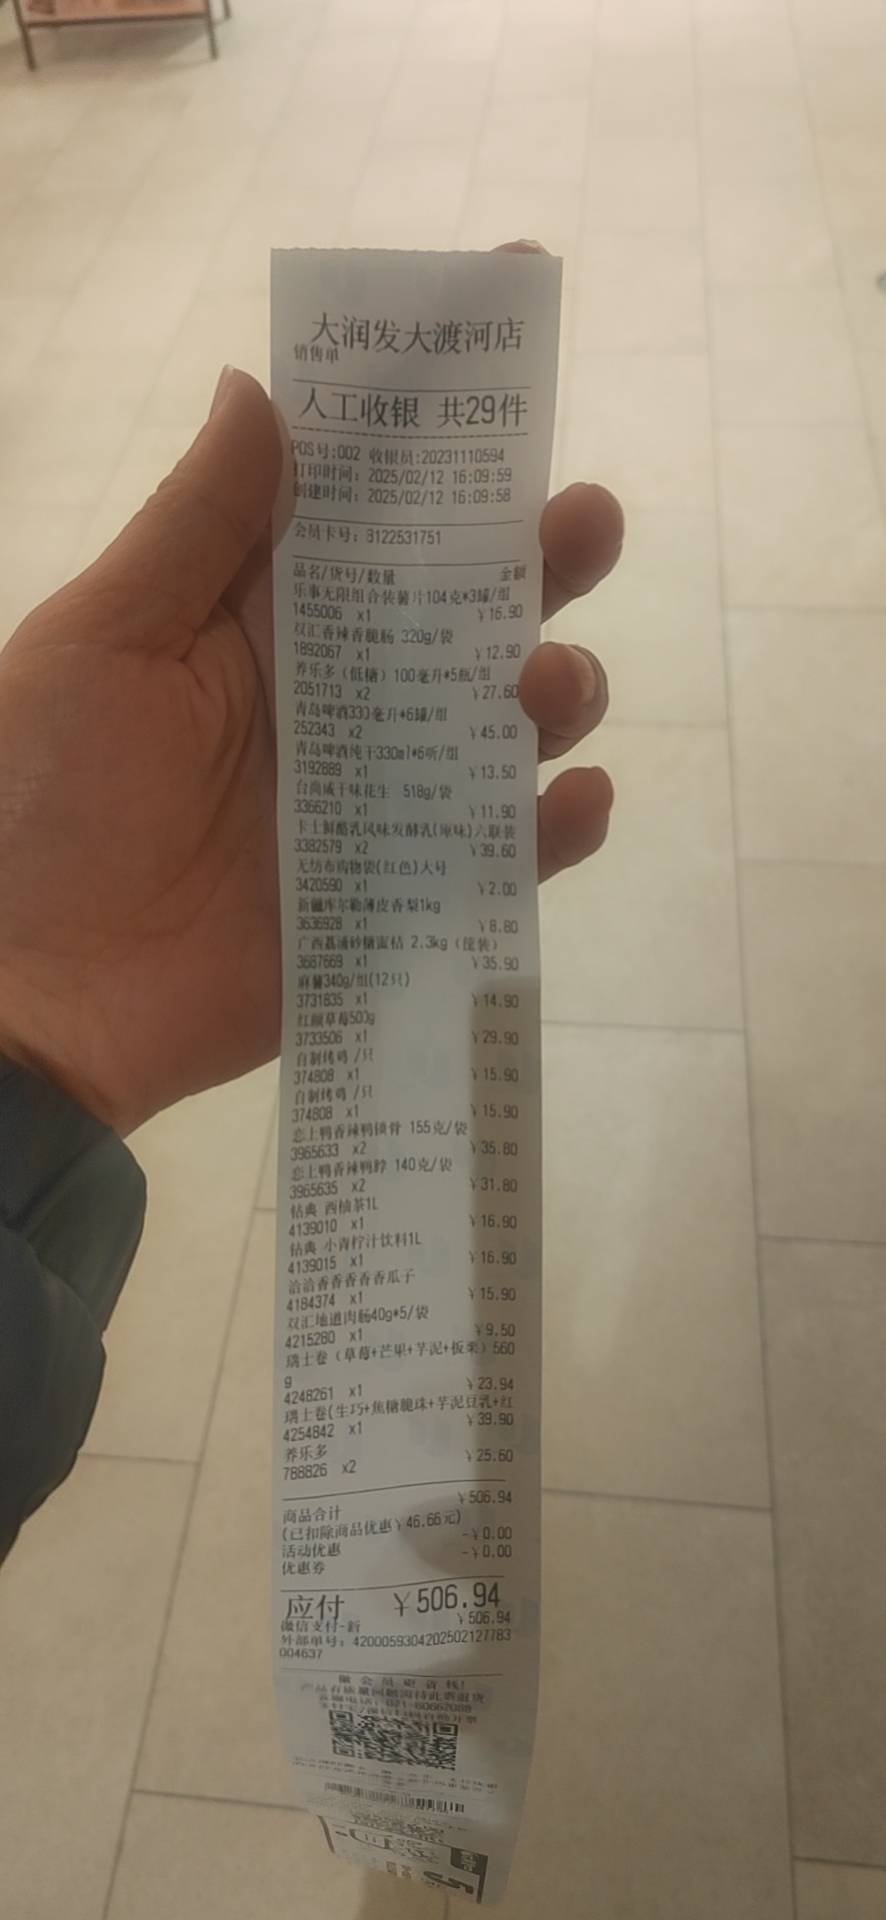 大润发大渡河店
销售单
人工收银 共29件
POS号:002 收银员:20231110594
打印时间: 2025/02/12 16:09:59
创建时间: 2025/02/12 16:09:58
会员卡号: 8122531751
品名/货号/数量 金额
乐事无限组合装薯片104克*3罐/组
1455006 x1 ¥16.90
双汇香辣香脆肠 320g/袋
1892067 x1 ¥12.90
养乐多(低糖)100毫升*5瓶/组
2051713 x2 ¥27.60
青岛啤酒330毫升*6罐/组
252343 x2 ¥45.00
青岛啤酒纯干330ml*6听/组
3192889 x1 ¥13.50
台尚咸干味花生 518g/袋
3366210 x1 ¥11.90
卡士鲜酪乳风味发酵乳(原味)六联装
3382579 x2 ¥39.60
无纺布购物袋(红色)大号
3420590 x1 ¥2.00
新疆库尔勒薄皮香梨1kg
3636928 x1 ¥8.80
广西荔浦砂糖蜜桔 2.3kg(筐装)
3687669 x1 ¥35.90
麻薯340g/组(12只)
3731835 x1 ¥14.90
红颜草莓500g
3733506 x1 ¥29.90
自制烤鸡 /只
374808 x1 ¥15.90
自制烤鸡 /只
374808 x1 ¥15.90
恋上鸭香辣鸭锁骨 155克/袋
3965633 x2 ¥35.80
恋上鸭香辣鸭脖 140克/袋
3965635 x2 ¥31.80
钻典 西柚茶1L
4139010 x1 ¥16.90
钻典 小青柠汁饮料1L
4139015 x1 ¥16.90
洽洽香香香香香瓜子
4184374 x1 ¥15.90
双汇地道肉肠40g*5/袋
4215280 x1 ¥9.50
瑞士卷(草莓+芒果+芋泥+板栗)560
g
4248261 x1 ¥23.94
瑞士卷(生巧+焦糖脆珠+芋泥豆乳+红
4254842 x1 ¥39.90
养乐多
788826 x2 ¥25.60
商品合计 ¥506.94
(已扣除商品优惠¥46.66元)
活动优惠 -¥0.00
优惠券 -¥0.00
应付 ¥506.94
微信支付-新 ¥506.94
外部单号: 4200059304202502127783
004637
做会员更省钱!